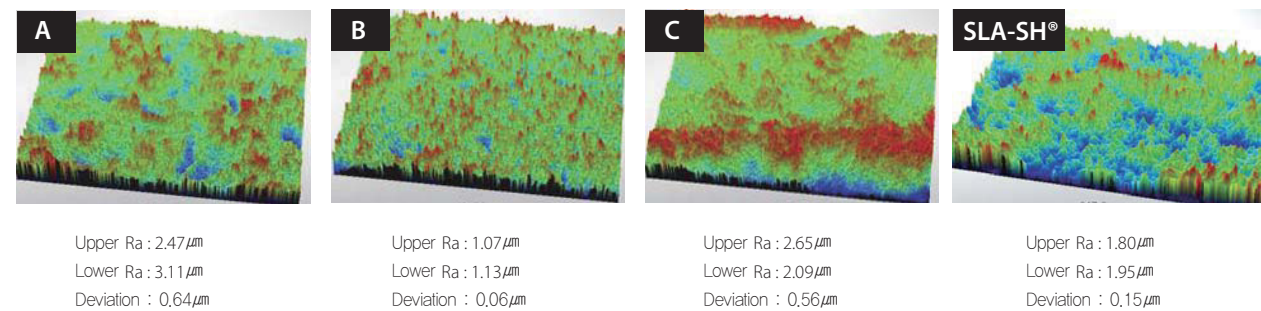 A
B
C
SLA-SH®
Upper Ra : 2.47㎛
Lower Ra : 3.11㎛
Deviation : 0.64㎛
Upper Ra : 1.07㎛
Lower Ra : 1.13㎛
Deviation : 0.06㎛
Upper Ra : 2.65㎛
Lower Ra : 2.09㎛
Deviation : 0.56㎛
Upper Ra : 1.80㎛
Lower Ra : 1.95㎛
Deviation : 0.15㎛